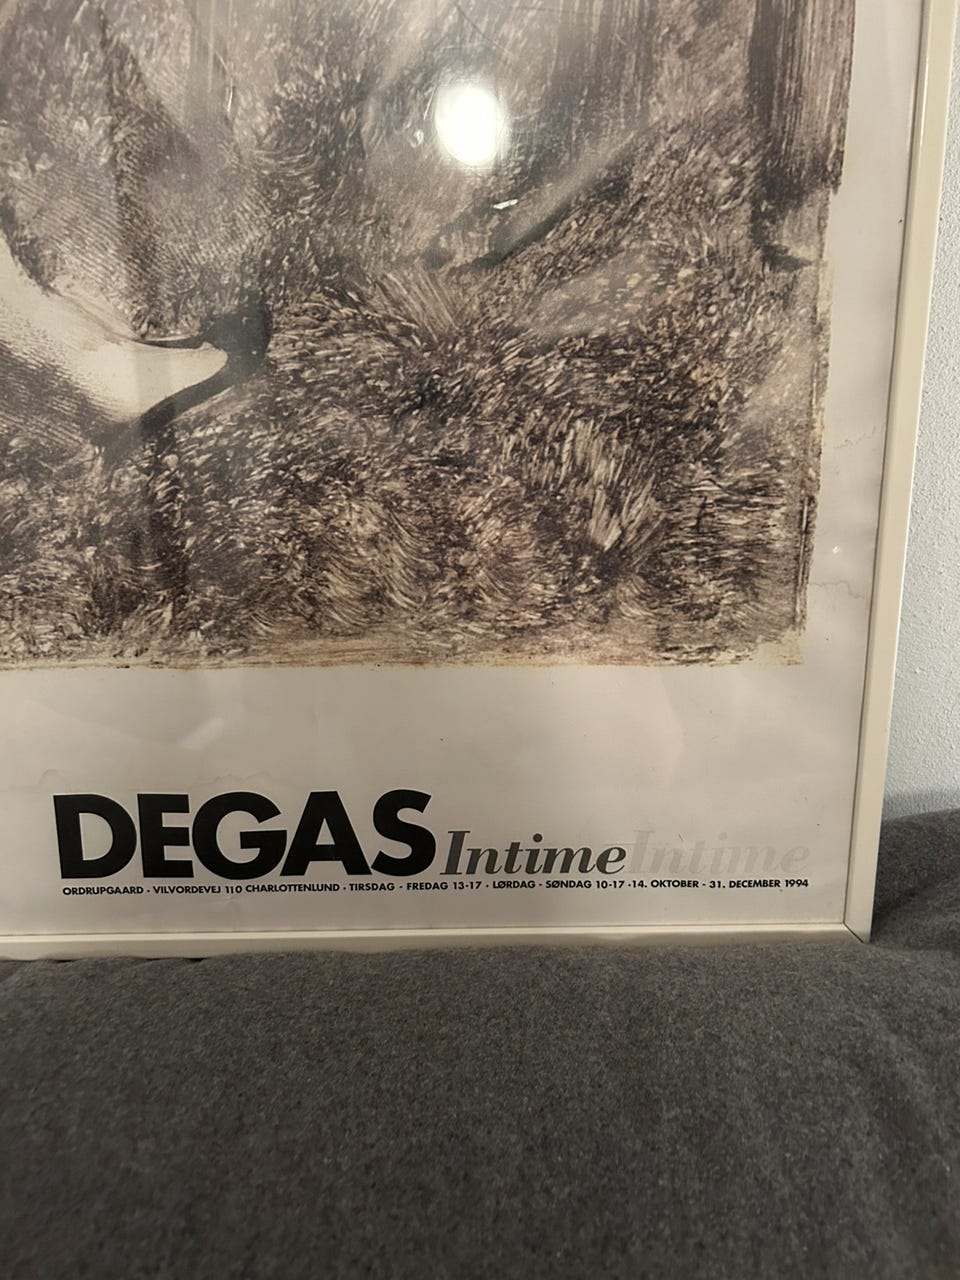 DEGAS Intime Intime
ORDRUPGAARD · VILVORDEVEJ 110 CHARLOTTENLUND · TIRSDAG - FREDAG 13-17 · LØRDAG - SØNDAG 10-17 ·14. OKTOBER - 31. DECEMBER 1994